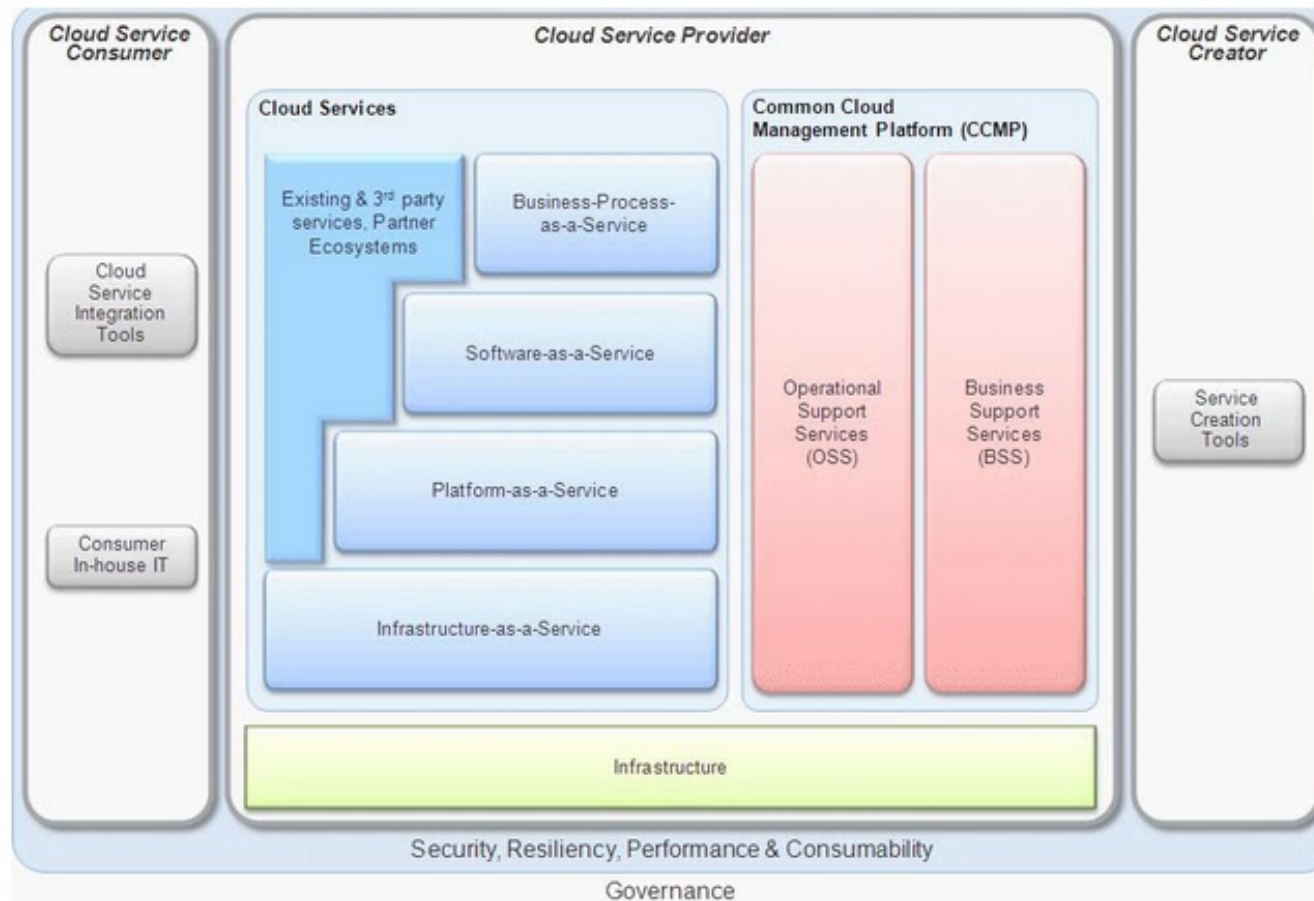 Cloud Service
Consumer
Cloud Service
Integration
Tools
Consumer
In-house IT
Cloud Service Provider
Cloud Services
Existing & 3rd party
services, Partner
Ecosystems
Business-Process-
as-a-Service
Software-as-a-Service
Platform-as-a-Service
Infrastructure-as-a-Service
Common Cloud
Management Platform (CCMP)
Operational
Support
Services
(OSS)
Business
Support
Services
(BSS)
Infrastructure
Cloud Service
Creator
Service
Creation
Tools
Security, Resiliency, Performance & Consumability
Governance